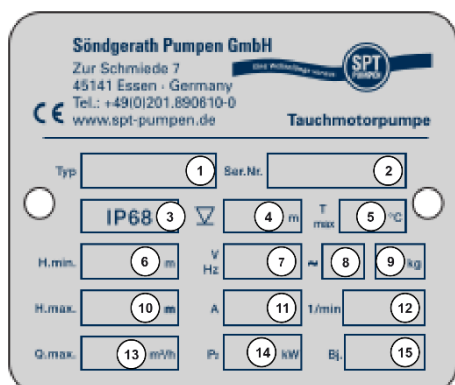 Söndgerath Pumpen GmbH
Zur Schmiede 7
45141 Essen - Germany
Tel.: +49(0)201.890610-0
www.spt-pumpen.de
CE
SPT
PUMPEN
Tauchmotorpumpe
Typ 1 Ser.Nr. 2
IP68 3 4 m T max 5 °C
H.min. 6 m V Hz 7 ~ 8 9 kg
H.max. 10 m A 11 1/min 12
Q.max. 13 m³/h P₂ 14 kW Bj. 15